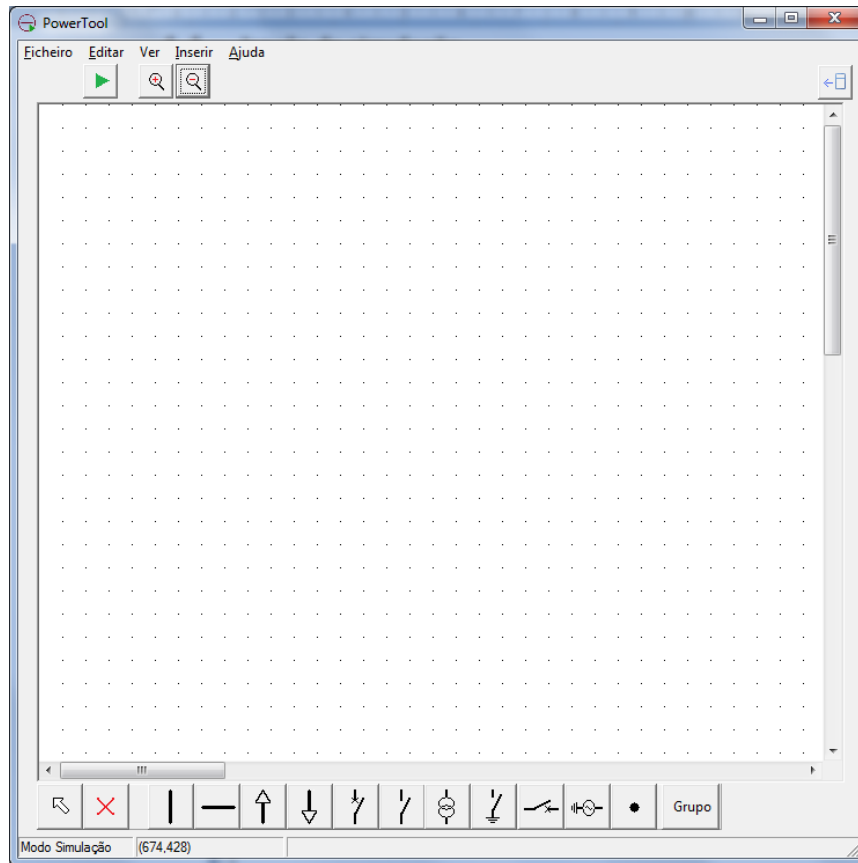 PowerTool
Ficheiro Editar Ver Inserir Ajuda
Grupo
Modo Simulação (674,428)